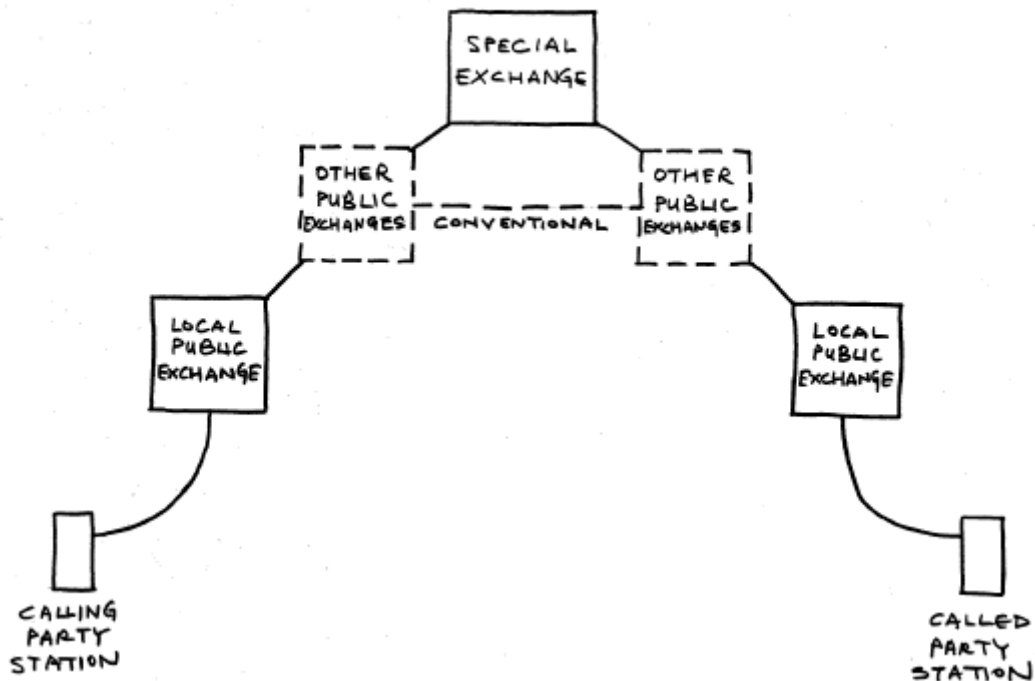 SPECIAL
EXCHANGE
OTHER
PUBLIC
EXCHANGES
CONVENTIONAL
OTHER
PUBLIC
EXCHANGES
LOCAL
PUBLIC
EXCHANGE
LOCAL
PUBLIC
EXCHANGE
CALLING
PARTY
STATION
CALLED
PARTY
STATION